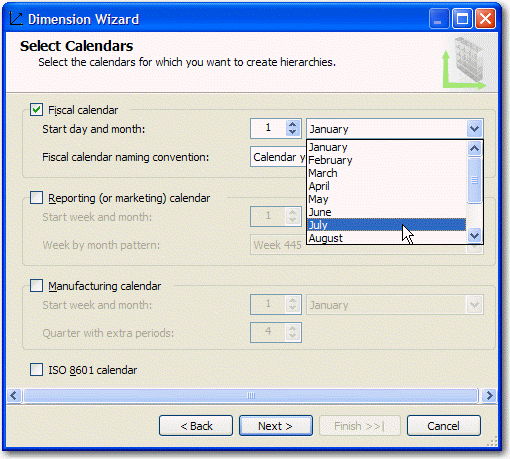 Dimension Wizard
Select Calendars
Select the calendars for which you want to create hierarchies.
Fiscal calendar
Start day and month: 1 January
Fiscal calendar naming convention: Calendar y
January
February
March
April
May
June
July
August
Reporting (or marketing) calendar
Start week and month: 1
Week by month pattern: Week 445
Manufacturing calendar
Start week and month: 1 January
Quarter with extra periods: 4
ISO 8601 calendar
< Back Next > Finish >>| Cancel